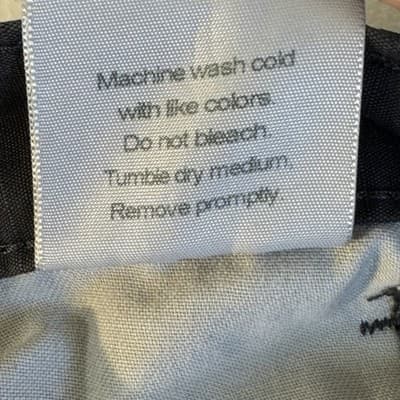 Machine wash cold
with like colors.
Do not bleach.
Tumble dry medium,
Remove promptly.